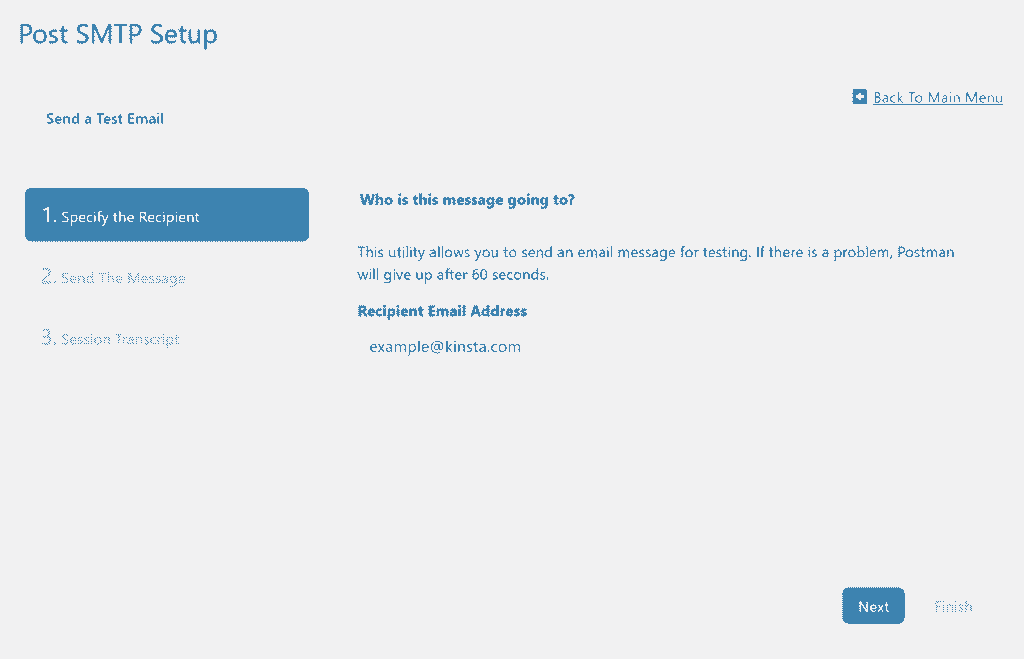 Post SMTP Setup
Back To Main Menu
Send a Test Email
1. Specify the Recipient
2. Send The Message
3. Session Transcript
Who is this message going to?
This utility allows you to send an email message for testing. If there is a problem, Postman
will give up after 60 seconds.
Recipient Email Address
example@kinsta.com
Next
Finish